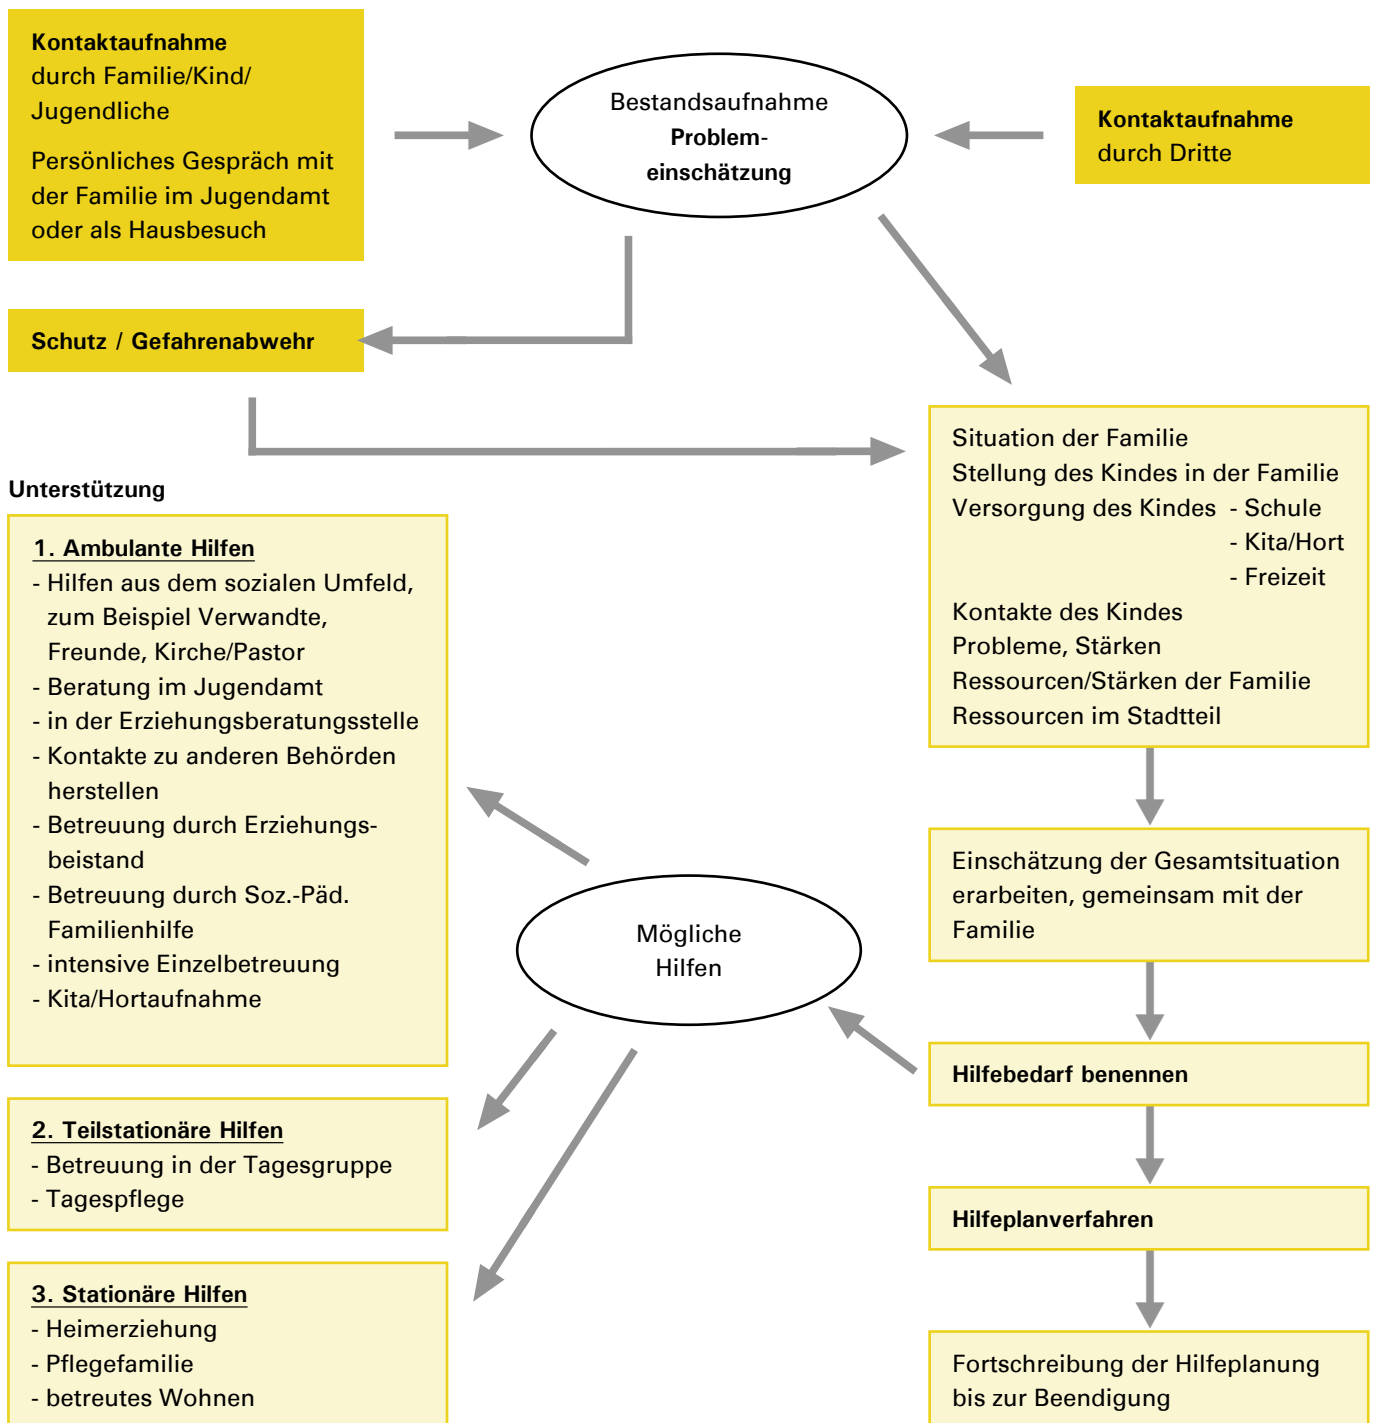 Kontaktaufnahme
durch Familie/Kind/
Jugendliche
Persönliches Gespräch mit
der Familie im Jugendamt
oder als Hausbesuch
Bestandsaufnahme
Problem-
einschätzung
Kontaktaufnahme
durch Dritte
Schutz / Gefahrenabwehr
Situation der Familie
Stellung des Kindes in der Familie
Versorgung des Kindes - Schule
- Kita/Hort
- Freizeit
Kontakte des Kindes
Probleme, Stärken
Ressourcen/Stärken der Familie
Ressourcen im Stadtteil
Unterstützung
1. Ambulante Hilfen
- Hilfen aus dem sozialen Umfeld,
zum Beispiel Verwandte,
Freunde, Kirche/Pastor
- Beratung im Jugendamt
- in der Erziehungsberatungsstelle
- Kontakte zu anderen Behörden
herstellen
- Betreuung durch Erziehungs-
beistand
- Betreuung durch Soz.-Päd.
Familienhilfe
- intensive Einzelbetreuung
- Kita/Hortaufnahme
Einschätzung der Gesamtsituation
erarbeiten, gemeinsam mit der
Familie
Mögliche
Hilfen
Hilfebedarf benennen
2. Teilstationäre Hilfen
- Betreuung in der Tagesgruppe
- Tagespflege
Hilfeplanverfahren
3. Stationäre Hilfen
- Heimerziehung
- Pflegefamilie
- betreutes Wohnen
Fortschreibung der Hilfeplanung
bis zur Beendigung